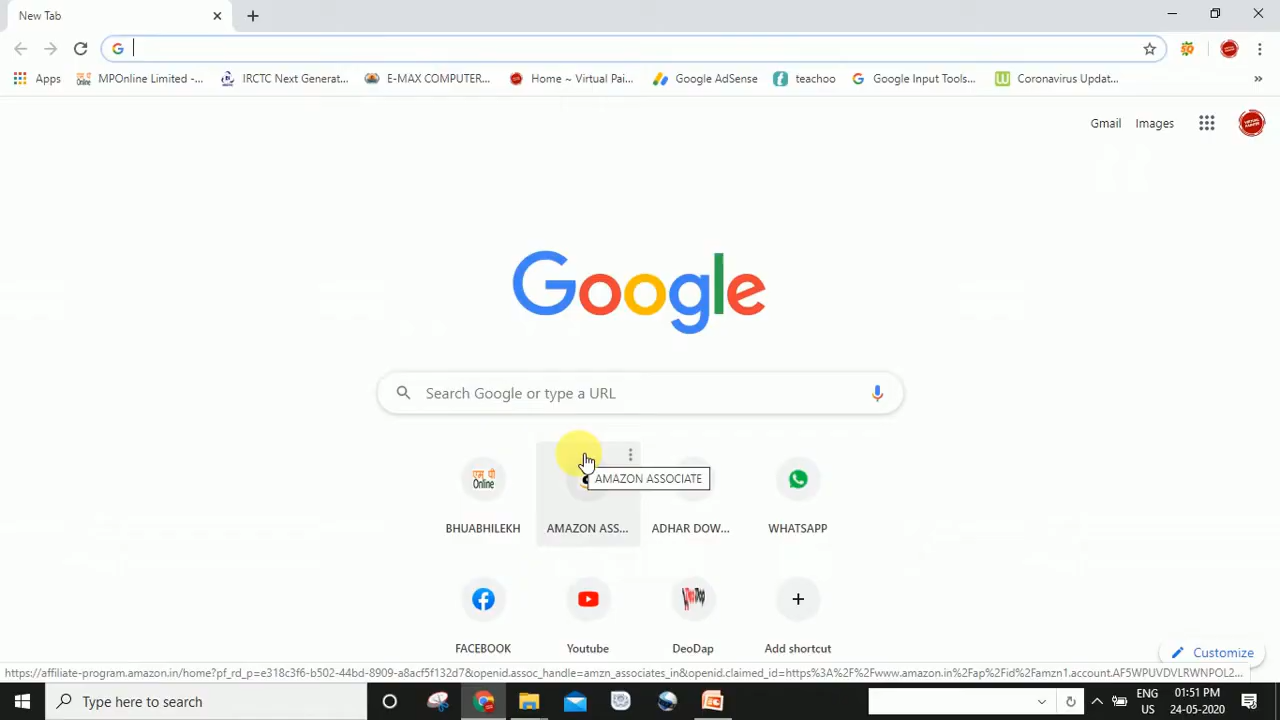 New Tab
Apps
MPOnline Limited -...
IRCTC Next Generat...
E-MAX COMPUTER...
Home ~ Virtual Pai...
Google AdSense
teachoo
Google Input Tools...
Coronavirus Updat...
»
Gmail
Images
Google
Search Google or type a URL
एम पी
Online
AMAZON ASSOCIATE
BHUABHILEKH
AMAZON ASS...
ADHAR DOW...
WHATSAPP
FACEBOOK
Youtube
DeoDap
Add shortcut
Customize
https://affiliate-program.amazon.in/home?pf_rd_p=e318c3f6-b502-44bd-8909-a8acf5f132d7&openid.assoc_handle=amzn_associates_in&openid.claimed_id=https%3A%2F%2Fwww.amazon.in%2Fap%2Fid%2Famzn1.account.AF5WPUVDVLRWNPOL2...
Type here to search
ENG
US
01:51 PM
24-05-2020